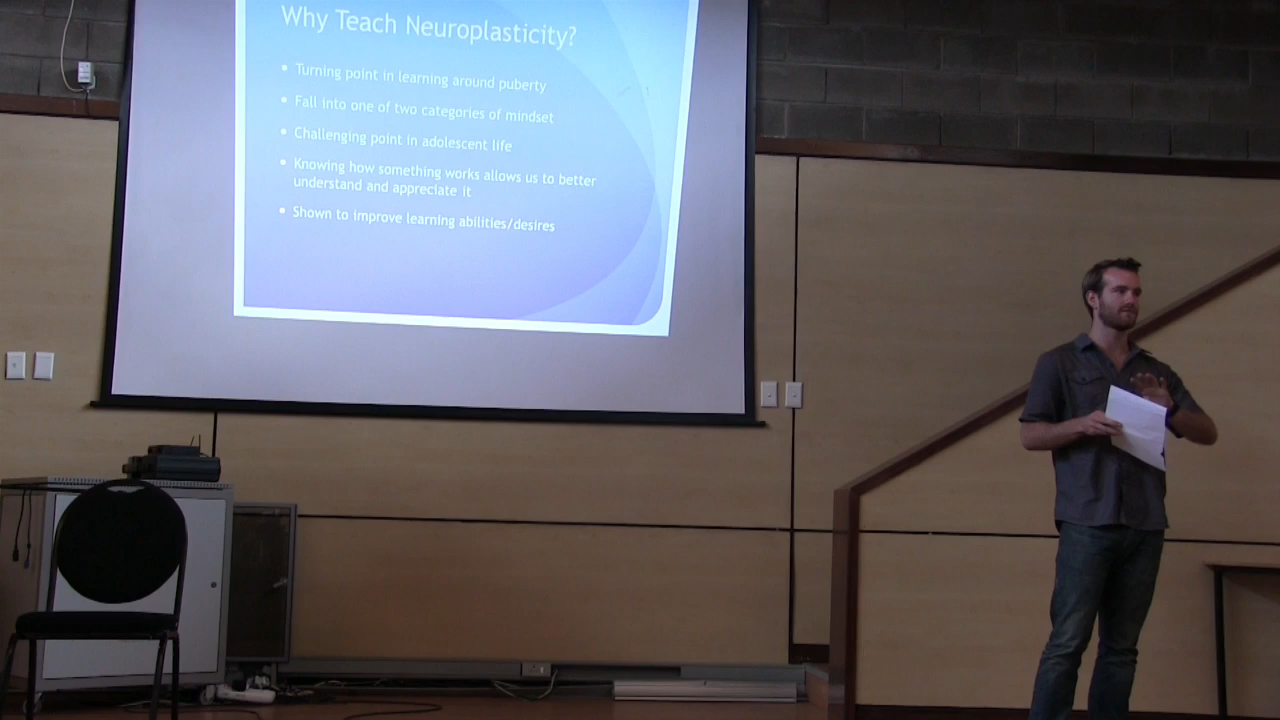 Why Teach Neuroplasticity?
• Turning point in learning around puberty
• Fall into one of two categories of mindset
• Challenging point in adolescent life
• Knowing how something works allows us to better
understand and appreciate it
• Shown to improve learning abilities/desires